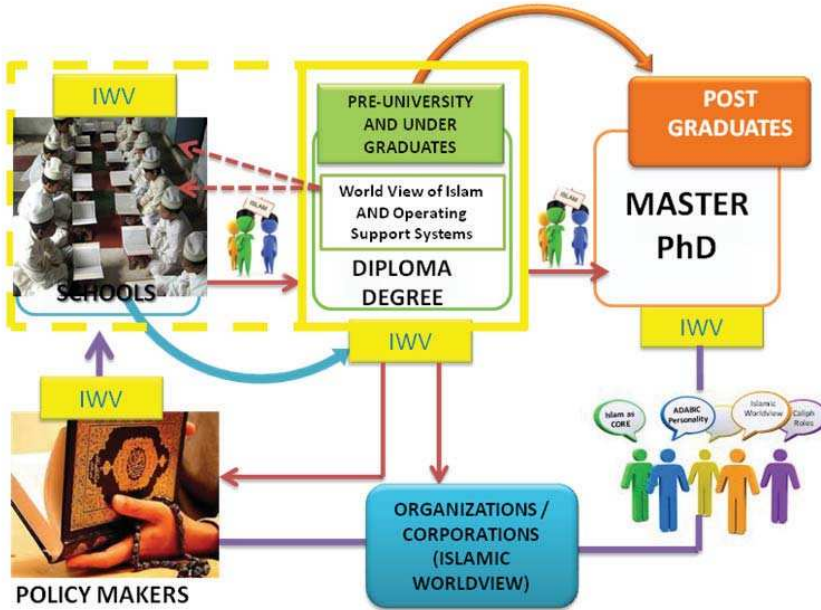 IWV
PRE-UNIVERSITY
AND UNDER
GRADUATES
POST
GRADUATES
World View of Islam
AND Operating
Support Systems
ISLAM
ISLAM
MASTER
PhD
DIPLOMA
DEGREE
SCHOOLS
IWV
IWV
IWV
Islam as
CORE
ADABIC
Personality
Islamic
Worldview
Caliph
Roles
ORGANIZATIONS /
CORPORATIONS
(ISLAMIC
WORLDVIEW)
POLICY MAKERS